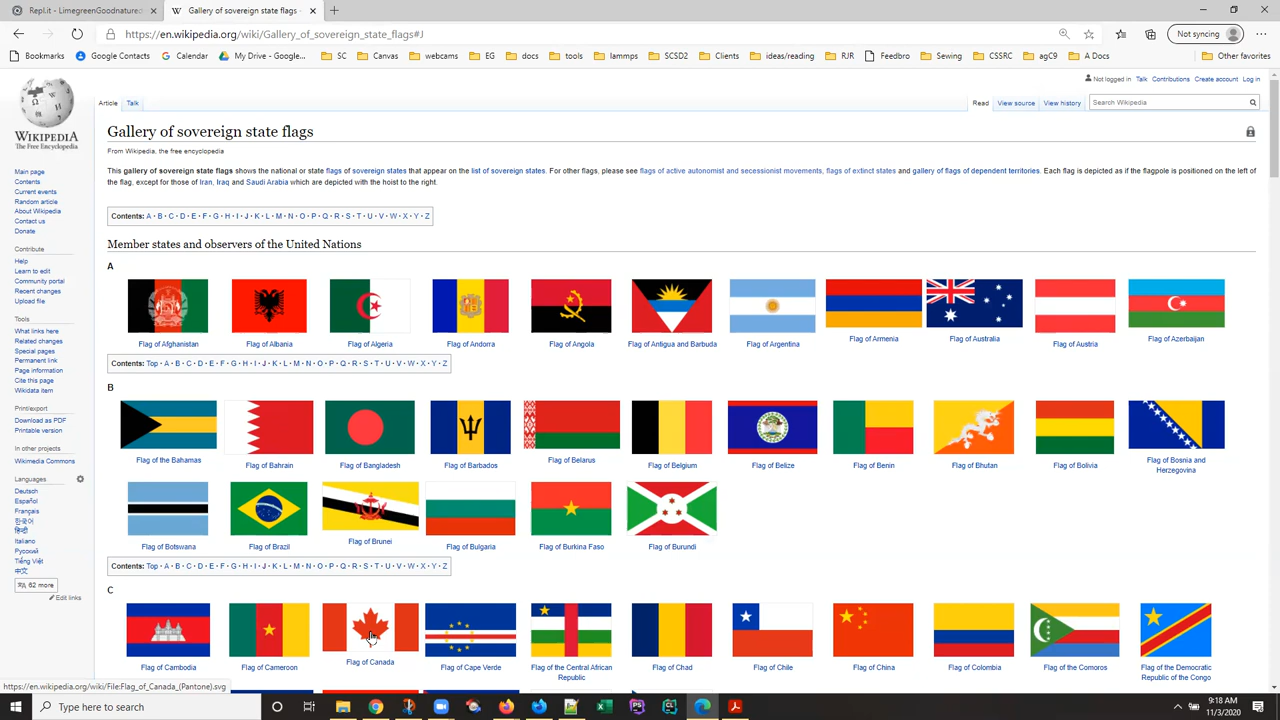 Replit - LimegreenGoodnatured
Gallery of sovereign state flags -
https://en.wikipedia.org/wiki/Gallery_of_sovereign_state_flags#J
Not syncing
Bookmarks Google Contacts Calendar My Drive - Google... SC webcams EG docs tools lammps SCSD2 Clients ideas/reading RJR Feedbro Sewing CSSRC agC9 A Docs Other favorites
Not logged in Talk Contributions Create account Log in
Article Talk Read View source View history Search Wikipedia
WIKIPEDIA
The Free Encyclopedia
Main page
Contents
Current events
Random article
About Wikipedia
Contact us
Donate
Contribute
Help
Learn to edit
Community portal
Recent changes
Upload file
Tools
What links here
Related changes
Special pages
Permanent link
Page information
Cite this page
Wikidata item
Print/export
Download as PDF
Printable version
In other projects
Wikimedia Commons
Languages
Deutsch
Español
Français
한국어
हिन्दी
Italiano
Русский
Tiếng Việt
中文
62 more
Edit links
Gallery of sovereign state flags
From Wikipedia, the free encyclopedia
This gallery of sovereign state flags shows the national or state flags of sovereign states that appear on the list of sovereign states. For other flags, please see flags of active autonomist and secessionist movements, flags of extinct states and gallery of flags of dependent territories. Each flag is depicted as if the flagpole is positioned on the left of
the flag, except for those of Iran, Iraq and Saudi Arabia which are depicted with the hoist to the right.
Contents: A · B · C · D · E · F · G · H · I · J · K · L · M · N · O · P · Q · R · S · T · U · V · W · X · Y · Z
Member states and observers of the United Nations
A
Flag of Afghanistan Flag of Albania Flag of Algeria Flag of Andorra Flag of Angola Flag of Antigua and Barbuda Flag of Argentina Flag of Armenia Flag of Australia Flag of Austria Flag of Azerbaijan
Contents: Top · A · B · C · D · E · F · G · H · I · J · K · L · M · N · O · P · Q · R · S · T · U · V · W · X · Y · Z
B
Flag of the Bahamas Flag of Bahrain Flag of Bangladesh Flag of Barbados Flag of Belarus Flag of Belgium Flag of Belize Flag of Benin Flag of Bhutan Flag of Bolivia Flag of Bosnia and
Herzegovina
Flag of Botswana Flag of Brazil Flag of Brunei Flag of Bulgaria Flag of Burkina Faso Flag of Burundi
Contents: Top · A · B · C · D · E · F · G · H · I · J · K · L · M · N · O · P · Q · R · S · T · U · V · W · X · Y · Z
C
Flag of Cambodia Flag of Cameroon Flag of Canada Flag of Cape Verde Flag of the Central African Flag of Chad Flag of Chile Flag of China Flag of Colombia Flag of the Comoros Flag of the Democratic
Republic Republic of the Congo
https://en.wikipedia.org/wiki/File:Flag_of_Canada_(Pantone).svg
Type here to search
9:18 AM
11/3/2020